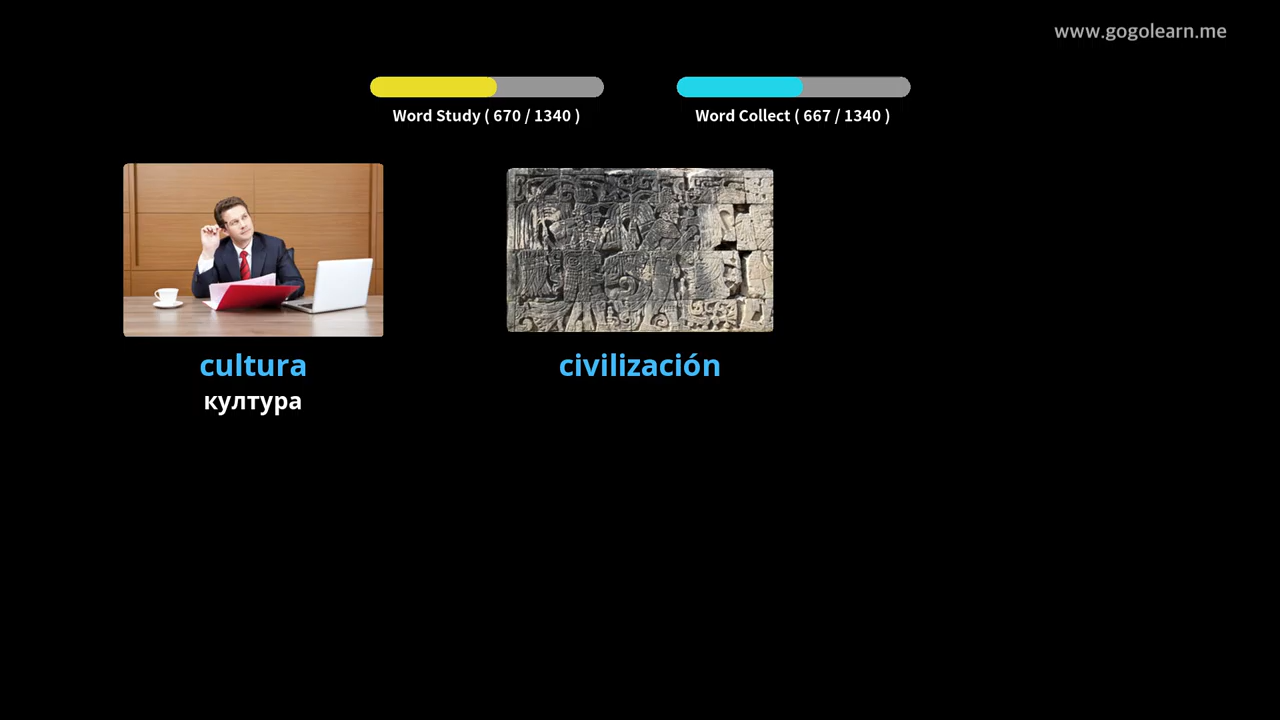 www.gogolearn.me
Word Study ( 670 / 1340 )
Word Collect ( 667 / 1340 )
cultura
култура
civilización